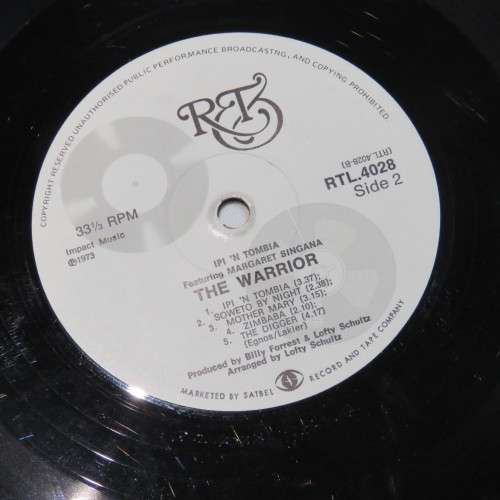 COPYRIGHT RESERVED UNAUTHORISED PUBLIC PERFORMANCE BROADCASTNG, AND COPYING PROHIBITED
R&T
(RTL.4028-B)
RTL.4028
Side 2
33⅓ RPM
Impact Music
℗1973
IPI 'N TOMBIA
Featuring MARGARET SINGANA
THE WARRIOR
1. IPI 'N TOMBIA (3.37);
2. SOWETO BY NIGHT (2.38);
3. MOTHER MARY (3.15);
4. ZIMBABA (2.10);
5. THE DIGGER (4.17)
(Egnos/Lakier)
Produced by Billy Forrest & Lofty Schultz
Arranged by Lofty Schultz
MARKETED BY SATBEL RECORD AND TAPE COMPANY